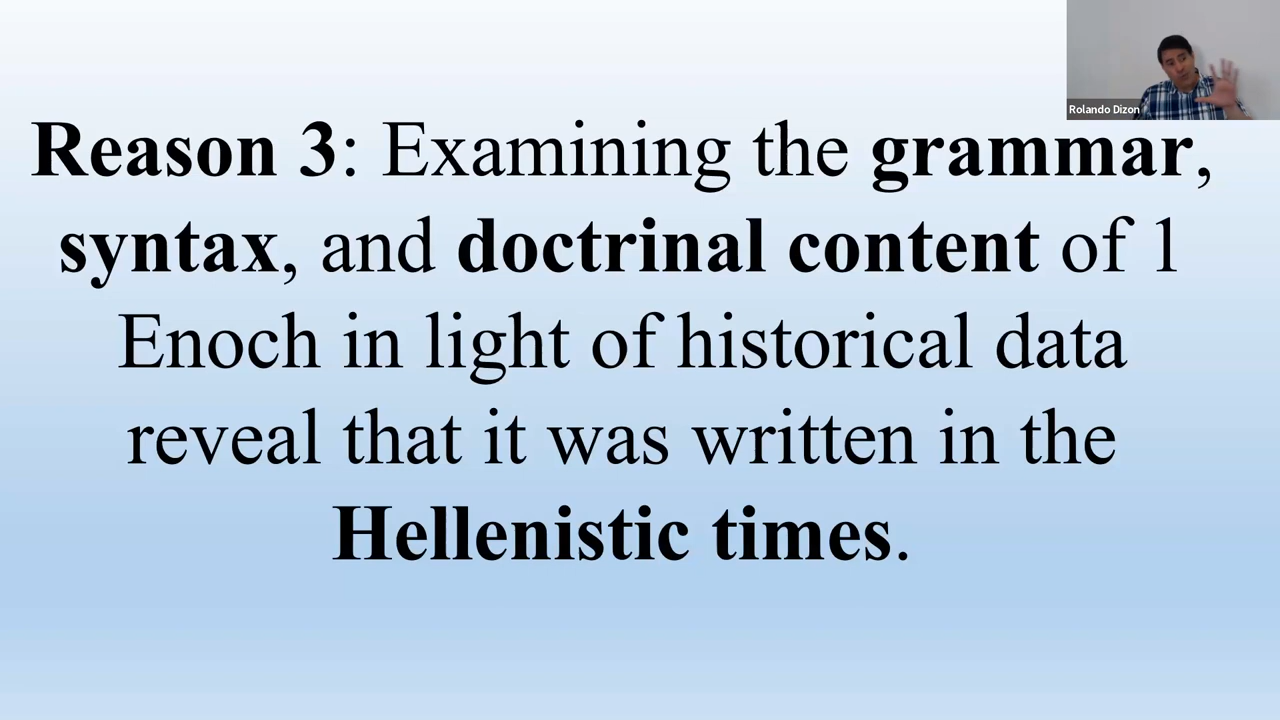 Rolando Dizon
Reason 3: Examining the grammar,
syntax, and doctrinal content of 1
Enoch in light of historical data
reveal that it was written in the
Hellenistic times.